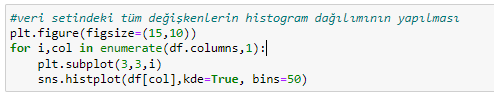 #veri setindeki tüm değişkenlerin histogram dağılımının yapılması
plt.figure(figsize=(15,10))
for i,col in enumerate(df.columns,1):
    plt.subplot(3,3,i)
    sns.histplot(df[col],kde=True, bins=50)